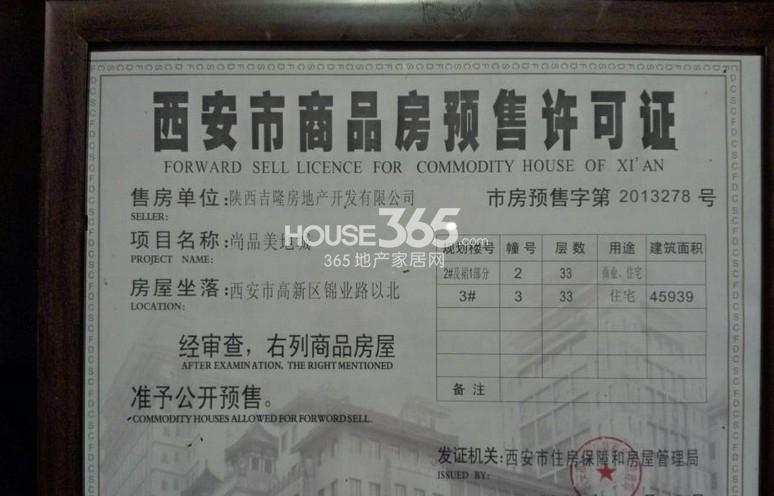 西安市商品房预售许可证
FORWARD SELL LICENCE FOR COMMODITY HOUSE OF XI'AN
售房单位:陕西吉隆房地产开发有限公司
SELLER:
市房预售字第 2013278 号
项目名称:尚品美地城
PROJECT NAME:
HOUSE365.com
365地产家居网
房屋坐落:西安市高新区锦业路以北
LOCATION:
规划楼号 幢号 层数 用途 建筑面积
2#及裙1部分 2 33 商业、住宅
3# 3 33 住宅 45939
备注
经审查,右列商品房屋
AFTER EXAMINATION, THE RIGHT MENTIONED
准予公开预售。
COMMODITY HOUSES ALLOWED FOR FORWORD SELL.
发证机关:西安市住房保障和房屋管理局
ISSUED BY: